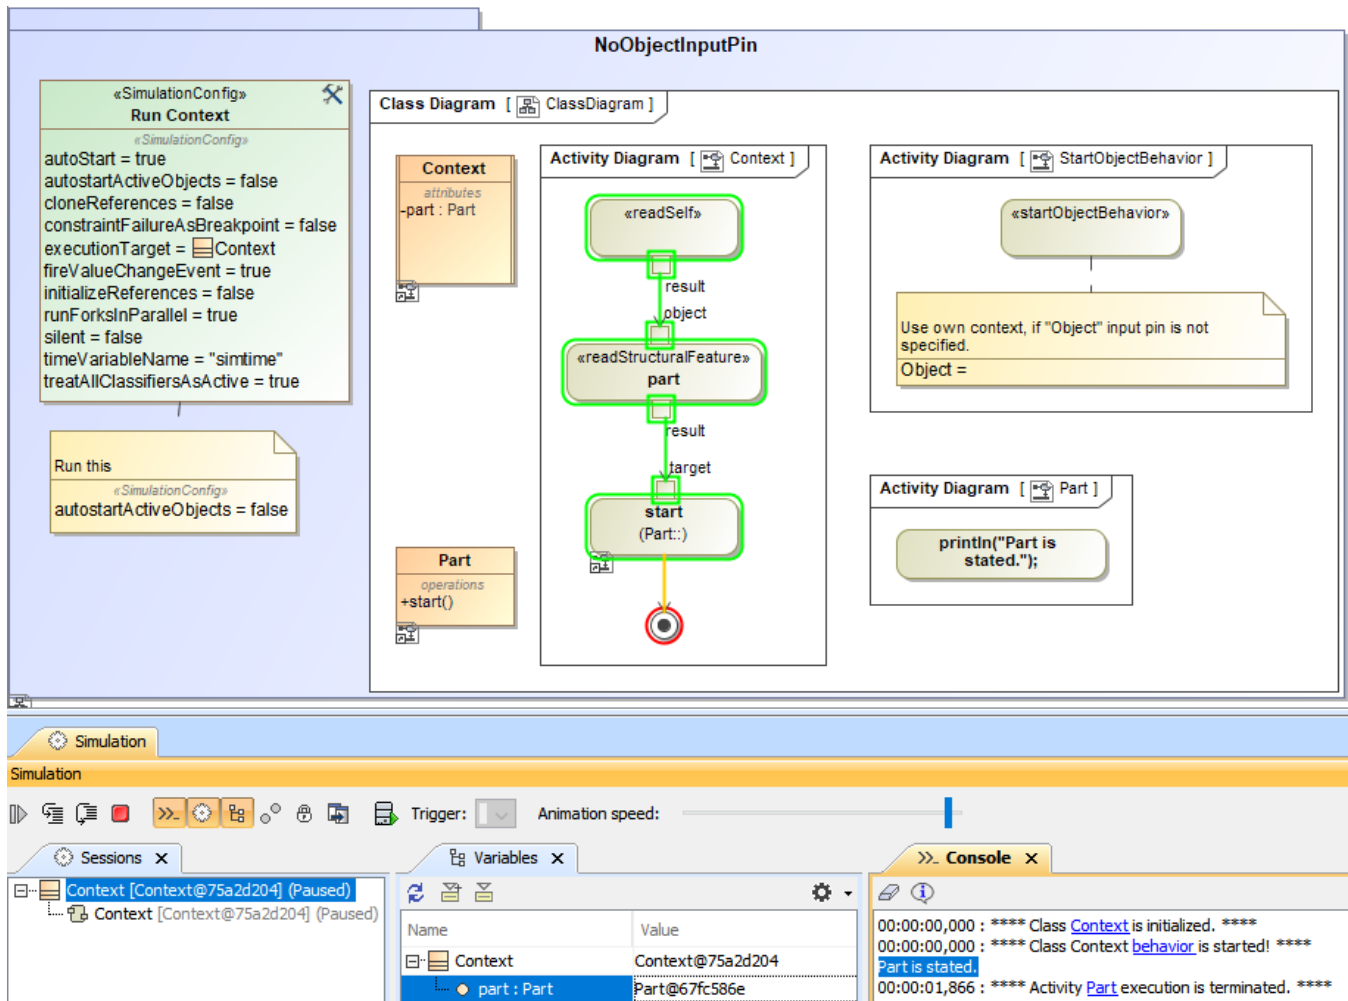 NoObjectInputPin
«SimulationConfig»
Run Context
«SimulationConfig»
autoStart = true
autostartActiveObjects = false
cloneReferences = false
constraintFailureAsBreakpoint = false
executionTarget = Context
fireValueChangeEvent = true
initializeReferences = false
runForksInParallel = true
silent = false
timeVariableName = "simtime"
treatAllClassifiersAsActive = true
Run this
«SimulationConfig»
autostartActiveObjects = false
Class Diagram [ ClassDiagram ]
Context
attributes
-part : Part
Part
operations
+start()
Activity Diagram [ Context ]
«readSelf»
result
object
«readStructuralFeature»
part
result
target
start
(Part::)
Activity Diagram [ StartObjectBehavior ]
«startObjectBehavior»
Use own context, if "Object" input pin is not
specified.
Object =
Activity Diagram [ Part ]
println("Part is
stated.");
Simulation
Simulation
Trigger:
Animation speed:
Sessions
Context [Context@75a2d204] (Paused)
Context [Context@75a2d204] (Paused)
Variables
Name Value
Context Context@75a2d204
part : Part Part@67fc586e
Console
00:00:00,000 : **** Class Context is initialized. ****
00:00:00,000 : **** Class Context behavior is started! ****
Part is stated.
00:00:01,866 : **** Activity Part execution is terminated. ****